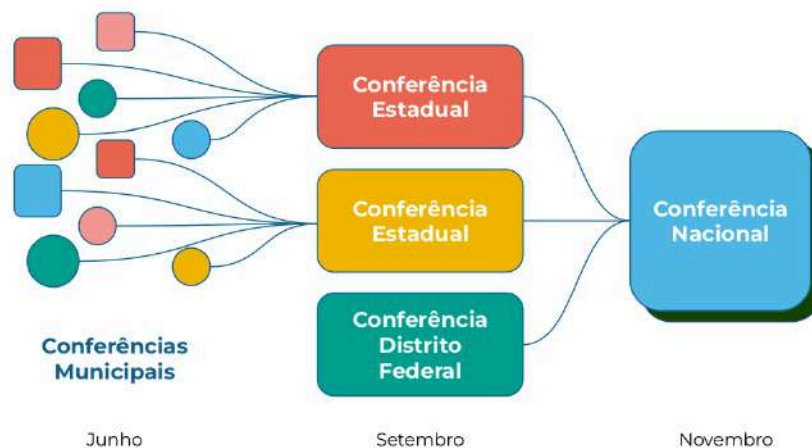 Conferência
Estadual
Conferência
Estadual
Conferência
Distrito
Federal
Conferência
Nacional
Conferências
Municipais
Junho
Setembro
Novembro